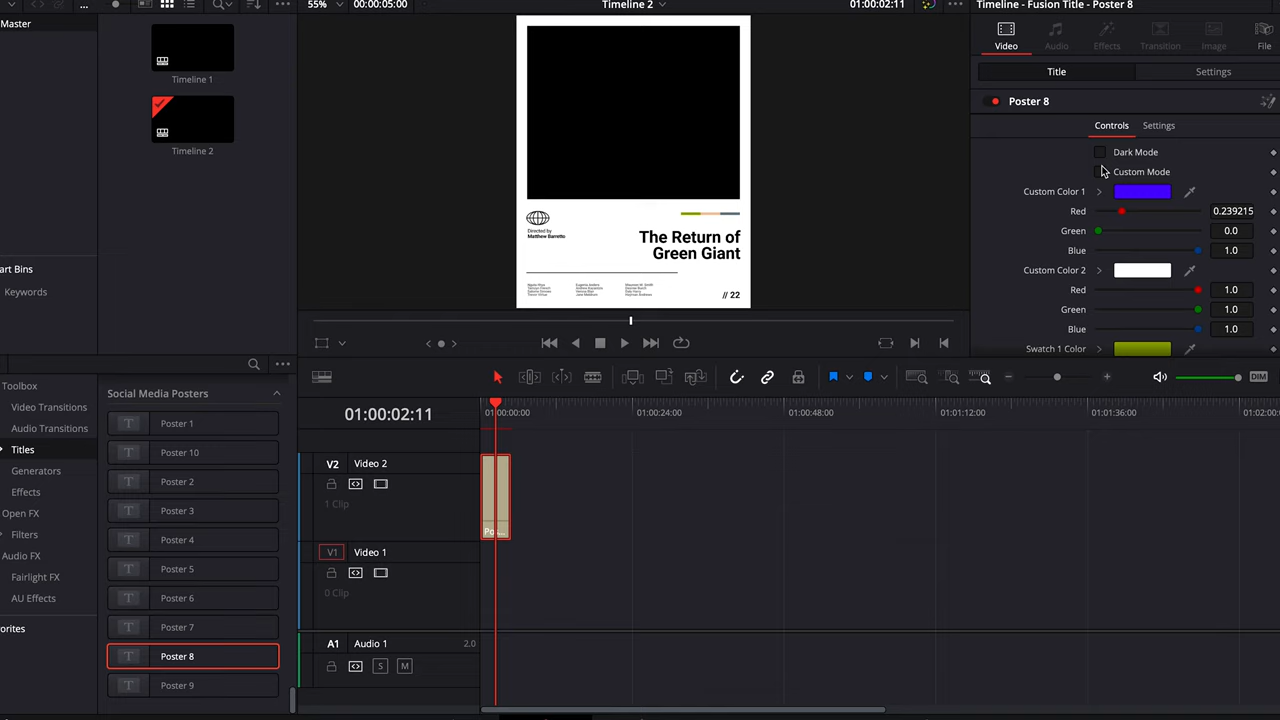 55%
00:00:05:00
Timeline 2
01:00:02:11
Timeline - Fusion Title - Poster 8
Master
Timeline 1
Timeline 2
art Bins
Keywords
Directed by
Matthew Barretto
The Return of
Green Giant
// 22
Video
Audio
Effects
Transition
Image
File
Title
Settings
Poster 8
Controls
Settings
Dark Mode
Custom Mode
Custom Color 1
Red
0.239215
Green
0.0
Blue
1.0
Custom Color 2
Red
1.0
Green
1.0
Blue
1.0
Swatch 1 Color
Toolbox
Video Transitions
Audio Transitions
Titles
Generators
Effects
Open FX
Filters
Audio FX
Fairlight FX
AU Effects
orites
Social Media Posters
T Poster 1
T Poster 10
T Poster 2
T Poster 3
T Poster 4
T Poster 5
T Poster 6
T Poster 7
T Poster 8
T Poster 9
DIM
01:00:02:11
01:00:00:00
01:00:24:00
01:00:48:00
01:01:12:00
01:01:36:00
01:02:00:0
V2 Video 2
1 Clip
Po...
V1 Video 1
0 Clip
A1 Audio 1 2.0
S M